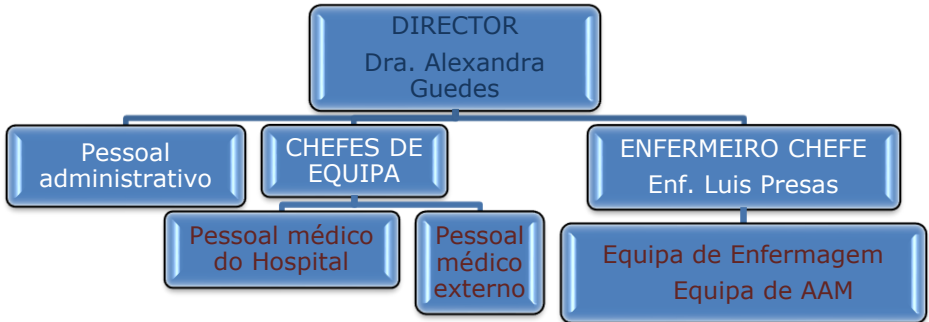 DIRECTOR
Dra. Alexandra
Guedes
Pessoal
administrativo
CHEFES DE
EQUIPA
ENFERMEIRO CHEFE
Enf. Luis Presas
Pessoal médico
do Hospital
Pessoal
médico
externo
Equipa de Enfermagem
Equipa de AAM